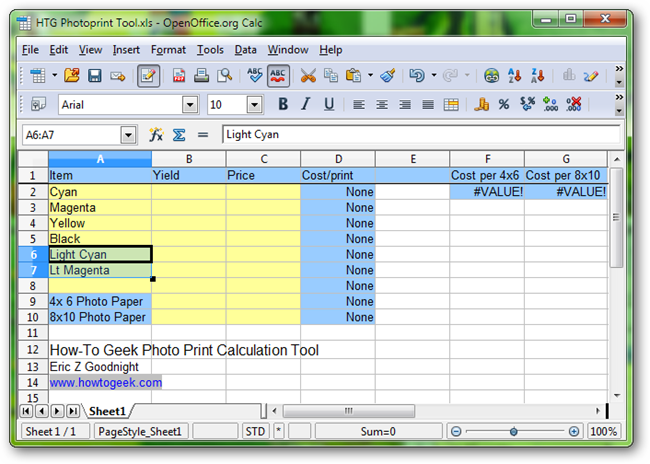 HTG Photoprint Tool.xls - OpenOffice.org Calc
File Edit View Insert Format Tools Data Window Help
Arial 10 B I U
A6:A7 Light Cyan
A B C D E F G
1 Item Yield Price Cost/print Cost per 4x6 Cost per 8x10
2 Cyan None #VALUE! #VALUE!
3 Magenta None
4 Yellow None
5 Black None
6 Light Cyan None
7 Lt Magenta None
8 None
9 4x 6 Photo Paper None
10 8x10 Photo Paper None
11
12 How-To Geek Photo Print Calculation Tool
13 Eric Z Goodnight
14 www.howtogeek.com
15
Sheet1
Sheet 1 / 1 PageStyle_Sheet1 STD * Sum=0 100%